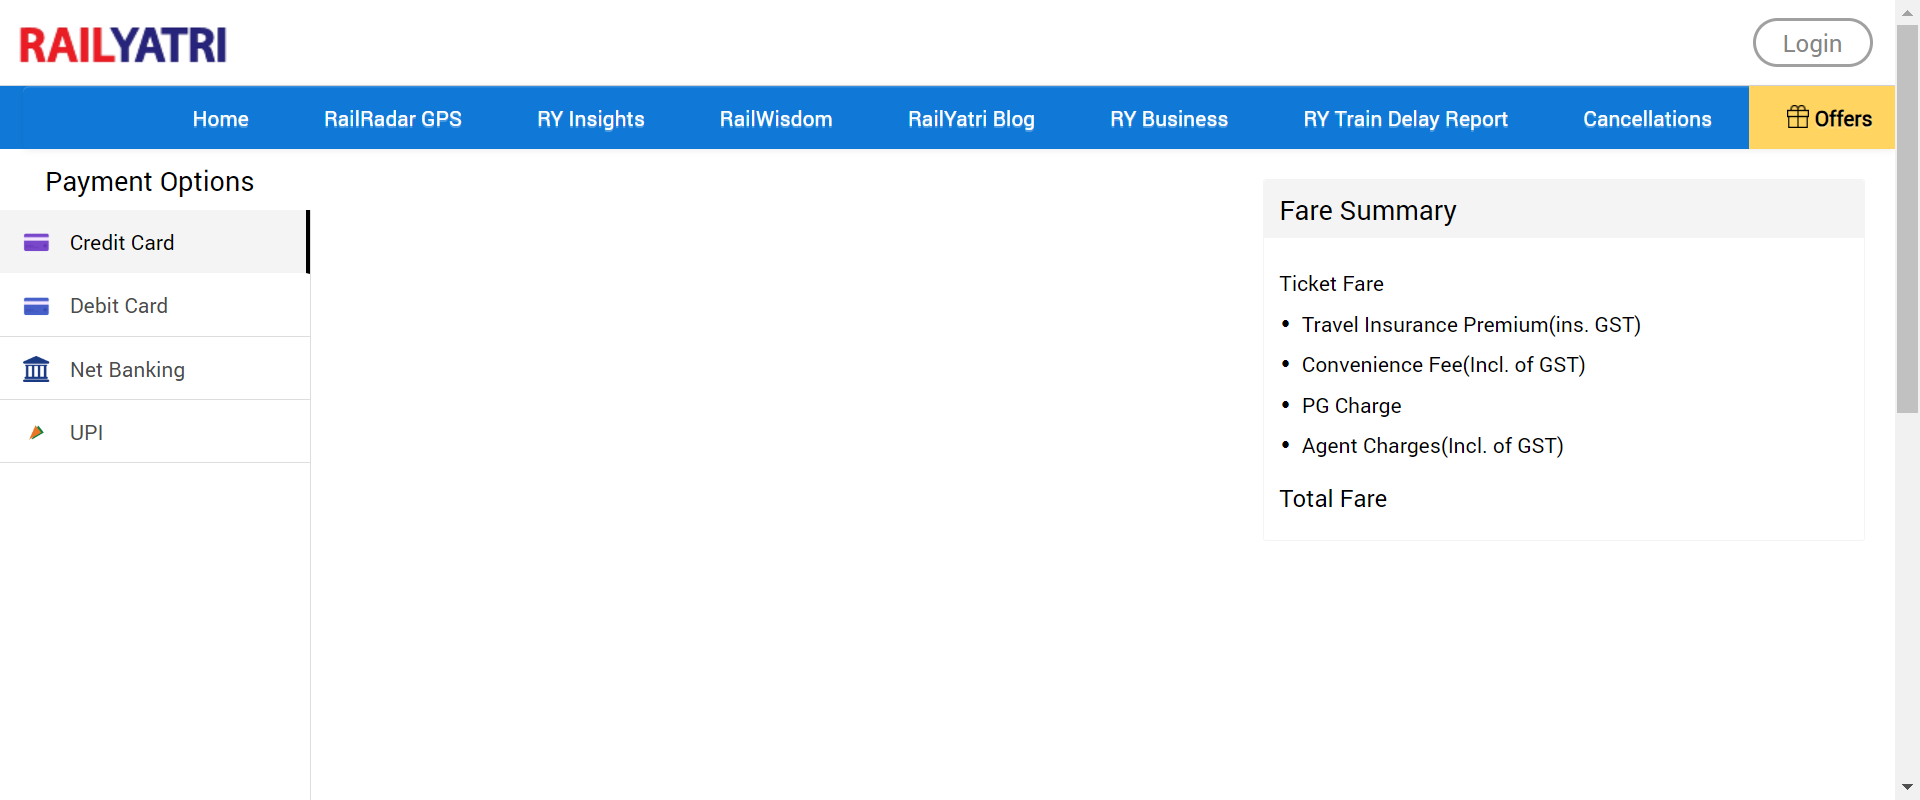 RAILYATRI
Login
Home RailRadar GPS RY Insights RailWisdom RailYatri Blog RY Business RY Train Delay Report Cancellations Offers
Payment Options
Credit Card
Debit Card
Net Banking
UPI
Fare Summary
Ticket Fare
• Travel Insurance Premium(ins. GST)
• Convenience Fee(Incl. of GST)
• PG Charge
• Agent Charges(Incl. of GST)
Total Fare